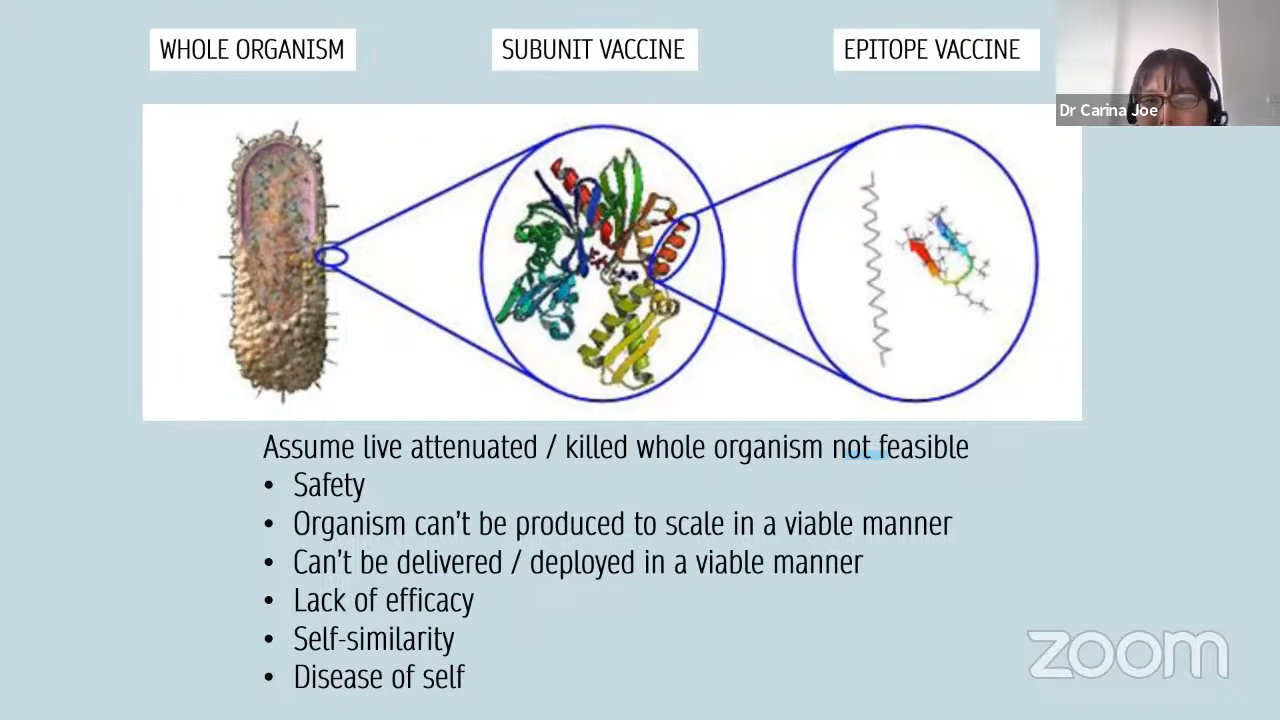 WHOLE ORGANISM
SUBUNIT VACCINE
EPITOPE VACCINE
Dr Carina Joe
Assume live attenuated / killed whole organism not feasible
• Safety
• Organism can't be produced to scale in a viable manner
• Can't be delivered / deployed in a viable manner
• Lack of efficacy
• Self-similarity
• Disease of self
zoom